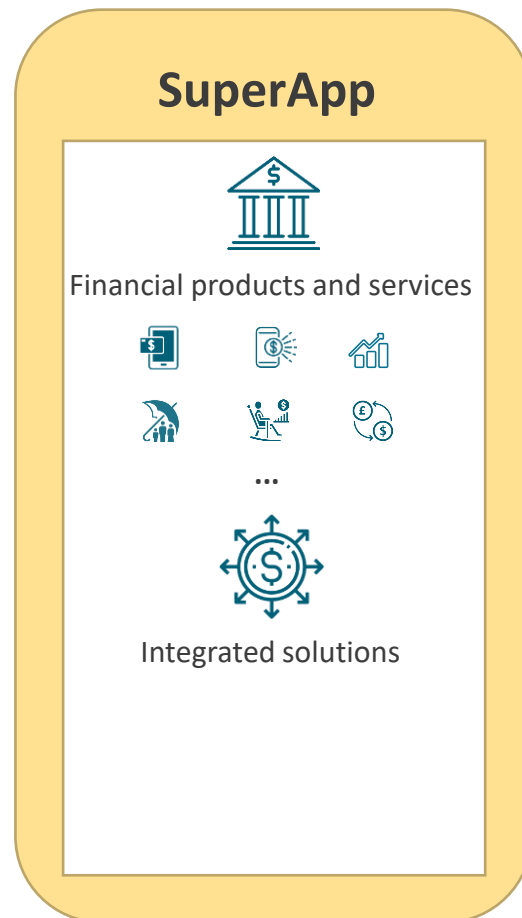 SuperApp
$
Financial products and services
$
$
$
£
$
...
$
Integrated solutions